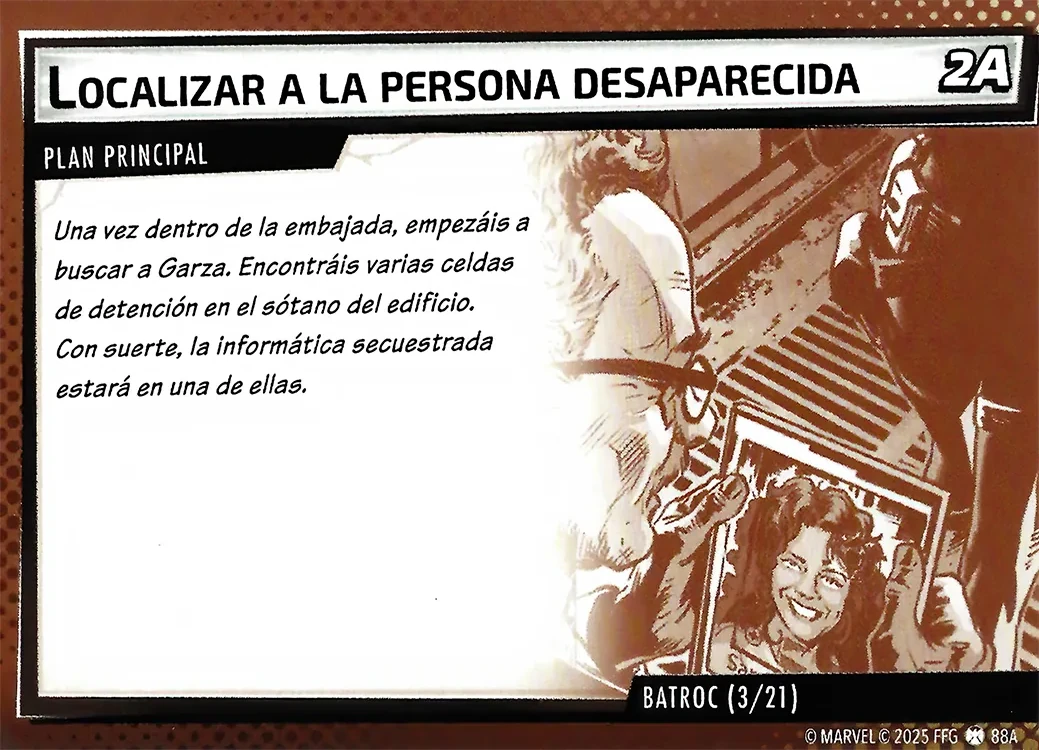 LOCALIZAR A LA PERSONA DESAPARECIDA
2A
PLAN PRINCIPAL
Una vez dentro de la embajada, empezáis a
buscar a Garza. Encontráis varias celdas
de detención en el sótano del edificio.
Con suerte, la informática secuestrada
estará en una de ellas.
BATROC (3/21)
© MARVEL © 2025 FFG 88A